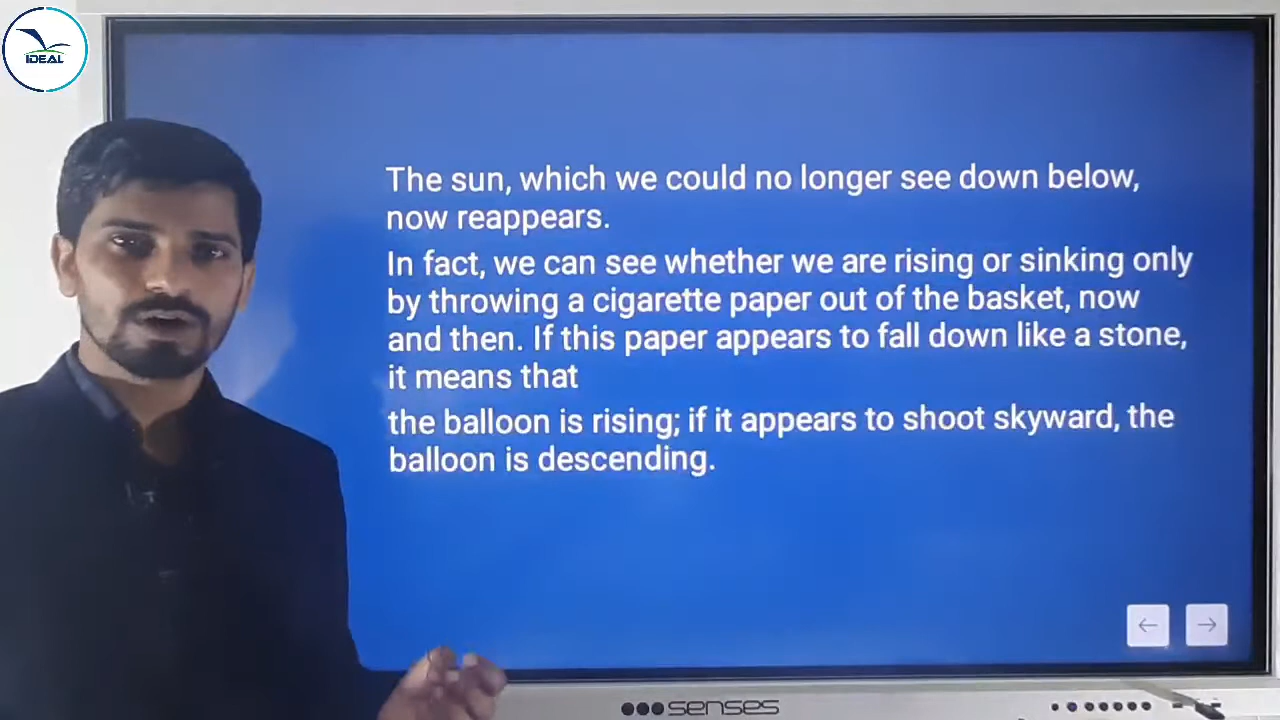 IDEAL
The sun, which we could no longer see down below,
now reappears.
In fact, we can see whether we are rising or sinking only
by throwing a cigarette paper out of the basket, now
and then. If this paper appears to fall down like a stone,
it means that
the balloon is rising; if it appears to shoot skyward, the
balloon is descending.
senses